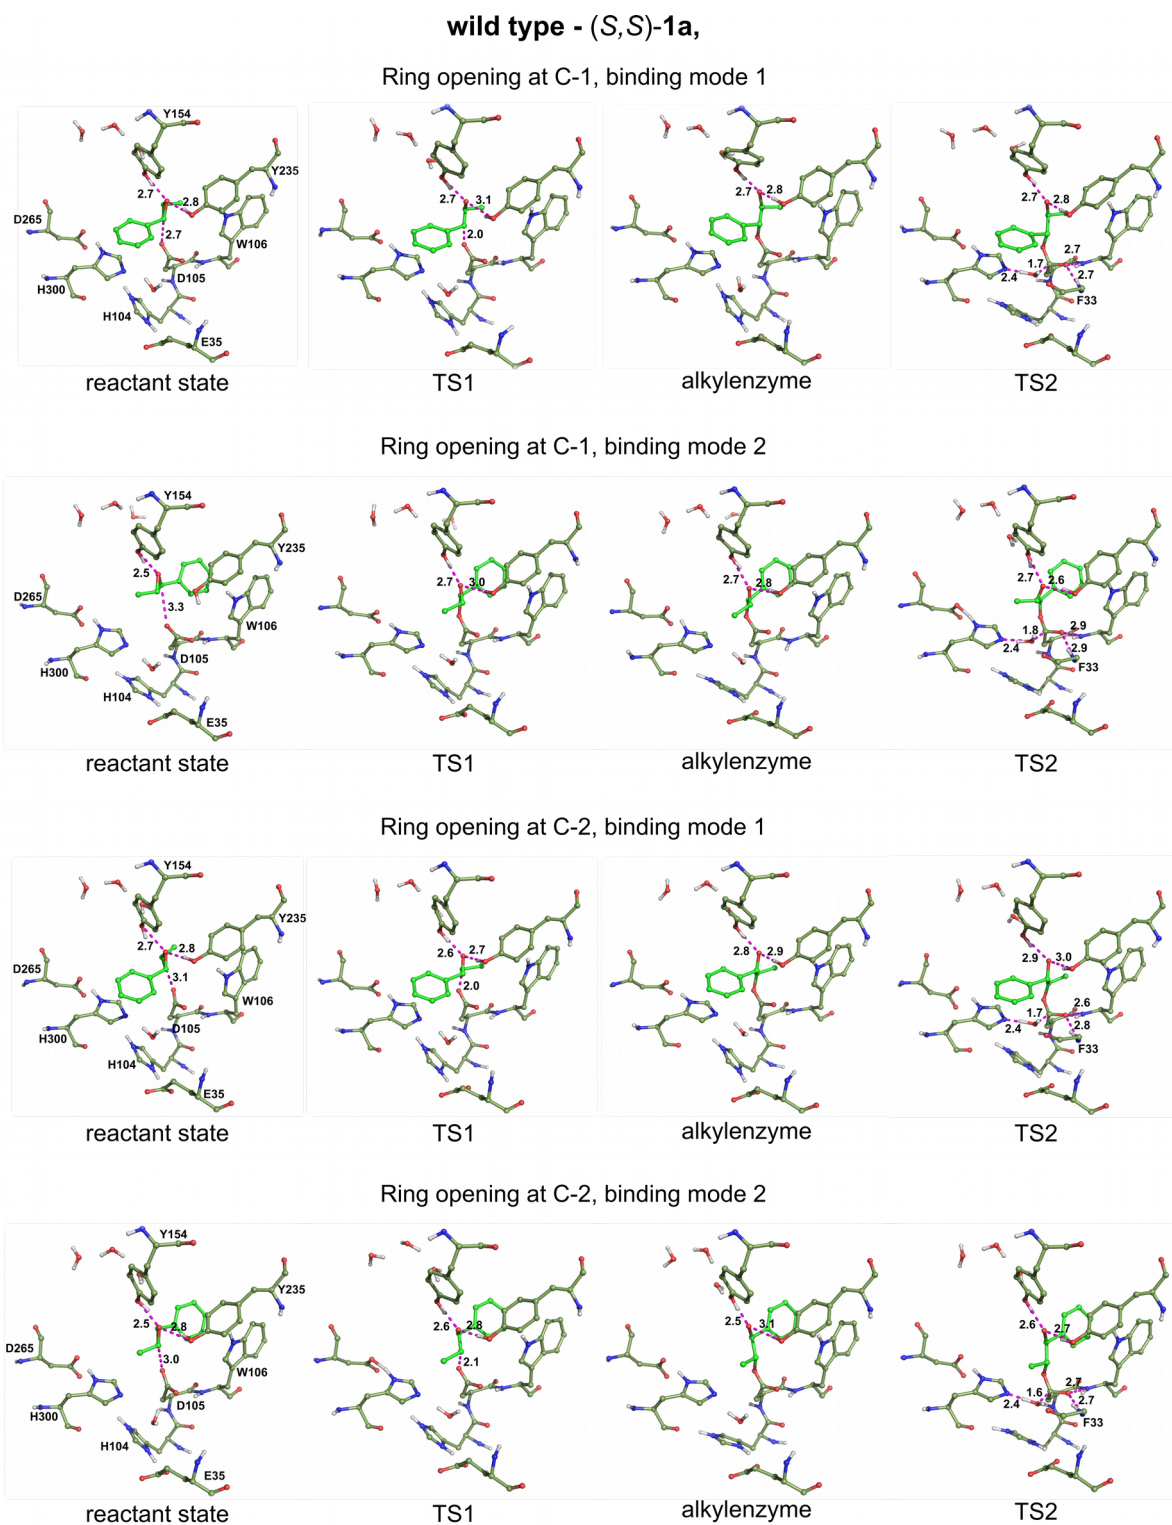 wild type - (S,S)-1a,
Ring opening at C-1, binding mode 1
Y154
Y235
2.7
2.8
D265
2.7
W106
H300
D105
H104
E35
2.7
3.1
2.0
2.7
2.8
2.7
2.8
2.7
1.7
2.7
2.4
F33
reactant state
TS1
alkylenzyme
TS2
Ring opening at C-1, binding mode 2
Y154
Y235
2.5
D265
3.3
W106
D105
H300
H104
E35
2.7
3.0
2.7
2.8
2.7
2.6
1.8
2.9
2.4
2.9
F33
reactant state
TS1
alkylenzyme
TS2
Ring opening at C-2, binding mode 1
Y154
Y235
2.7
2.8
D265
3.1
W106
D105
H300
H104
E35
2.6
2.7
2.0
2.8
2.9
2.9
3.0
2.6
1.7
2.4
2.8
F33
reactant state
TS1
alkylenzyme
TS2
Ring opening at C-2, binding mode 2
Y154
Y235
2.5
2.8
D265
3.0
W106
D105
H300
H104
E35
2.6
2.8
2.1
2.5
3.1
2.6
2.7
2.7
1.6
2.4
2.7
F33
reactant state
TS1
alkylenzyme
TS2